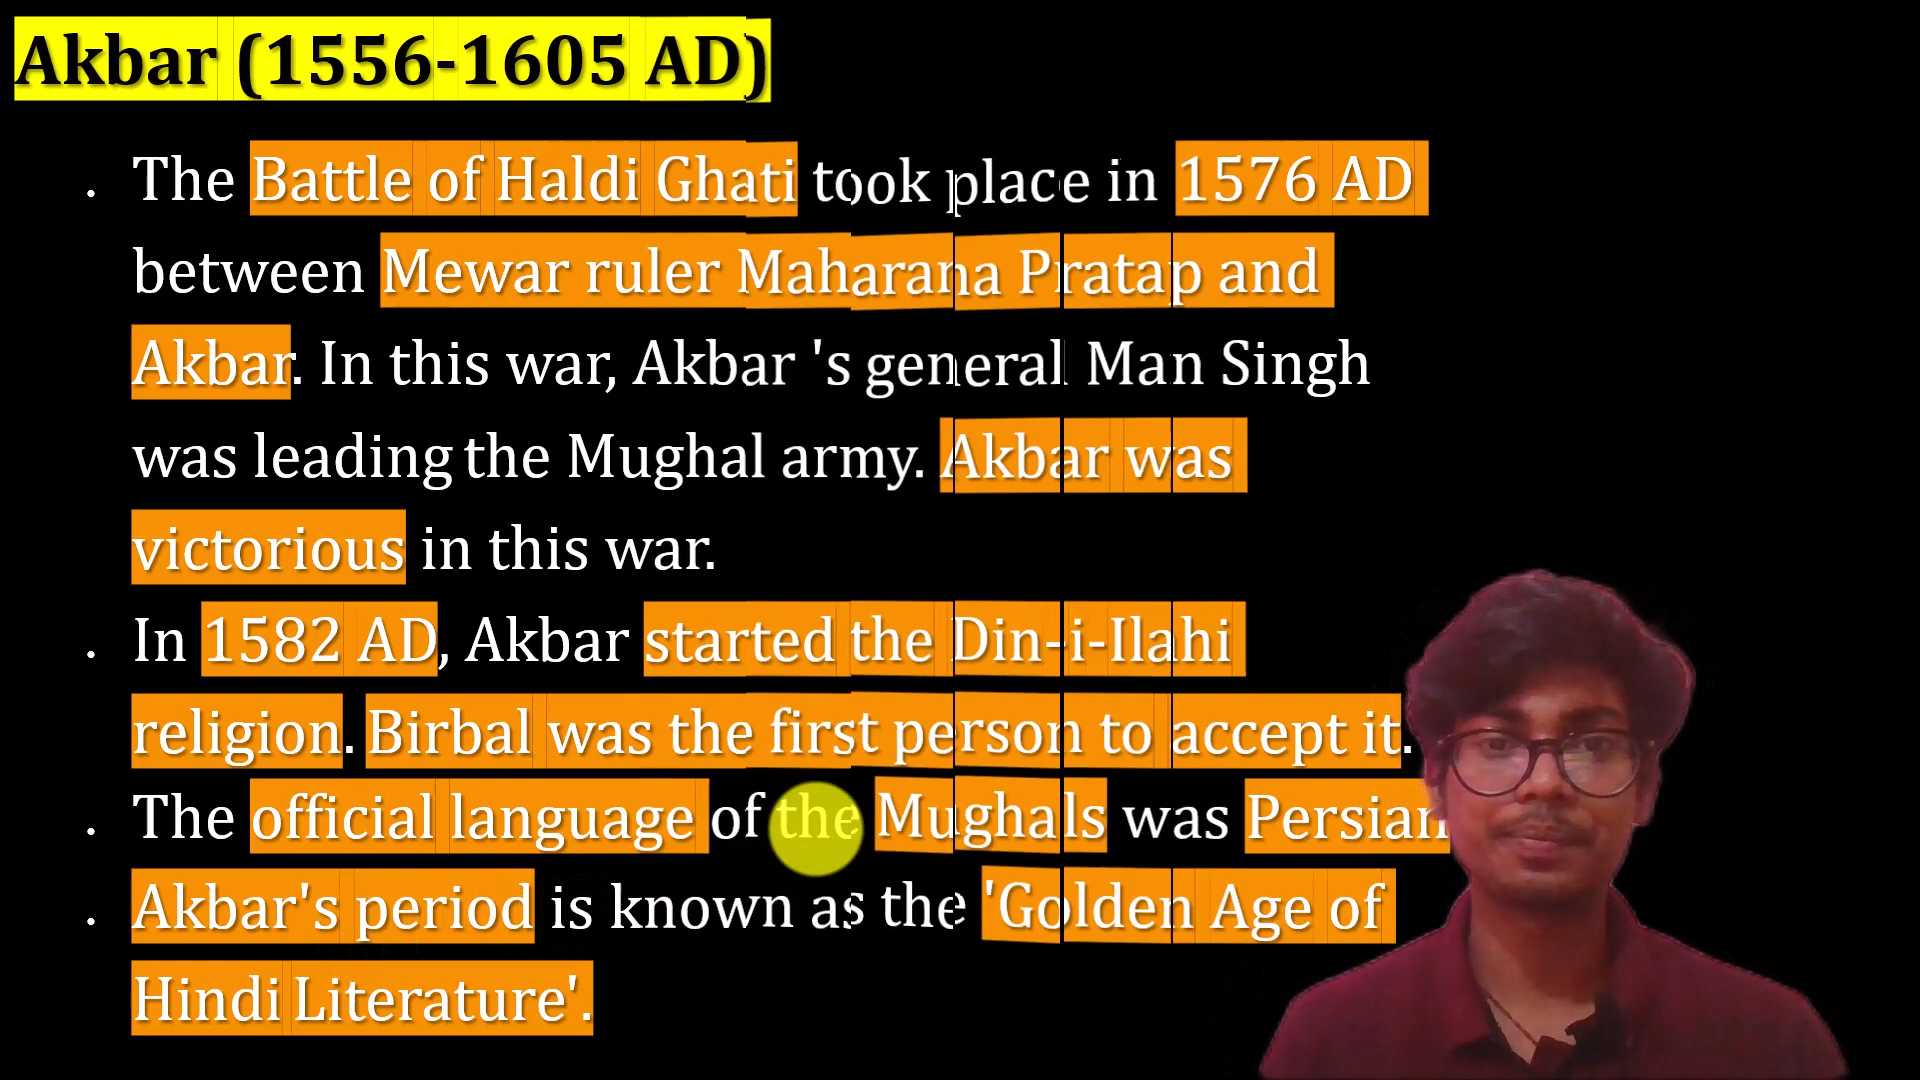 Akbar (1556-1605 AD)
. The Battle of Haldi Ghati took place in 1576 AD
between Mewar ruler Maharana Pratap and
Akbar. In this war, Akbar 's general Man Singh
was leading the Mughal army. Akbar was
victorious in this war.
. In 1582 AD, Akbar started the Din-i-Ilahi
religion. Birbal was the first person to accept it.
. The official language of the Mughals was Persian
. Akbar's period is known as the 'Golden Age of
Hindi Literature'.